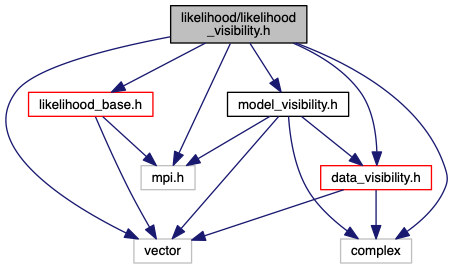 likelihood/likelihood
_visibility.h
likelihood_base.h
model_visibility.h
mpi.h
data_visibility.h
vector
complex